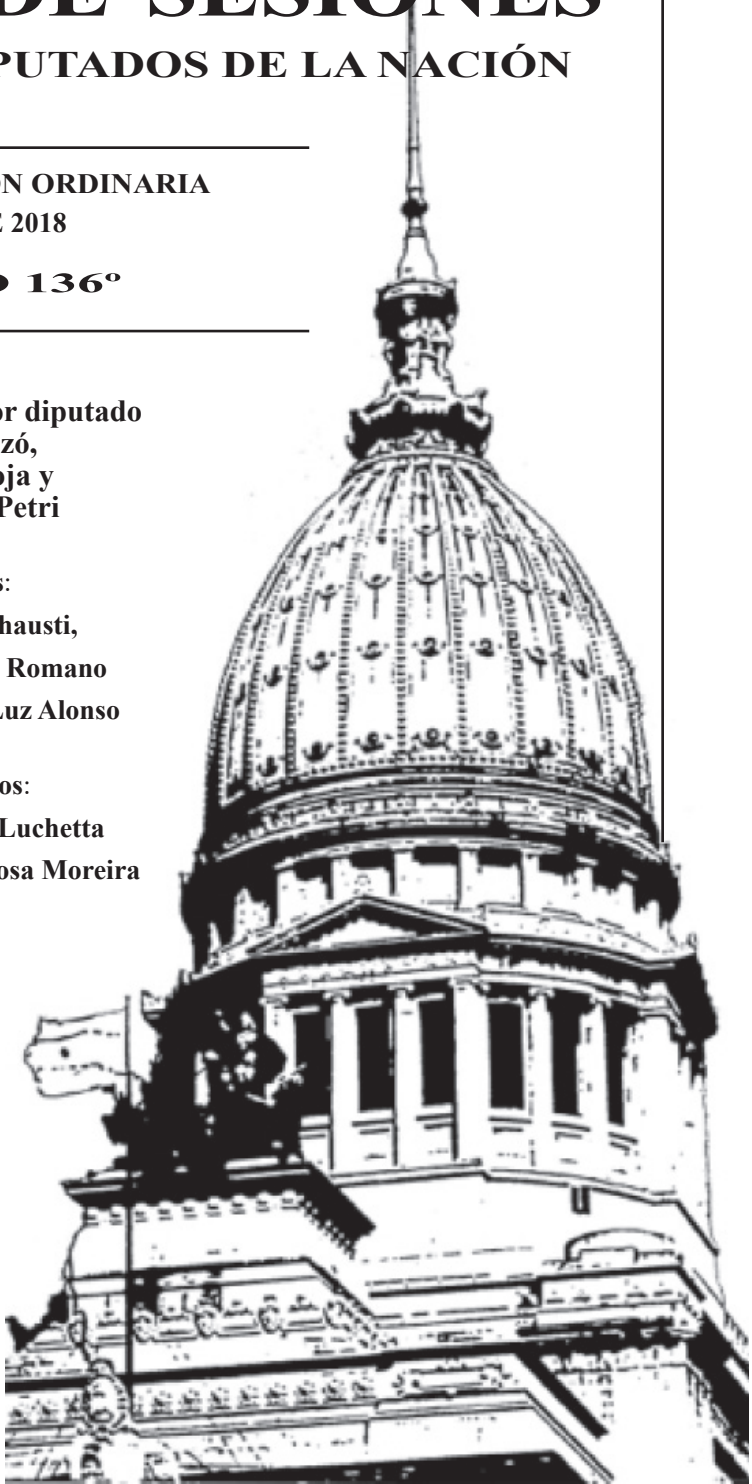 DE SESIONES
PUTADOS DE LA NACIÓN
N ORDINARIA
E 2018
O 136º
or diputado
zó,
oja y
Petri
s:
hausti,
Romano
Luz Alonso
os:
Luchetta
osa Moreira